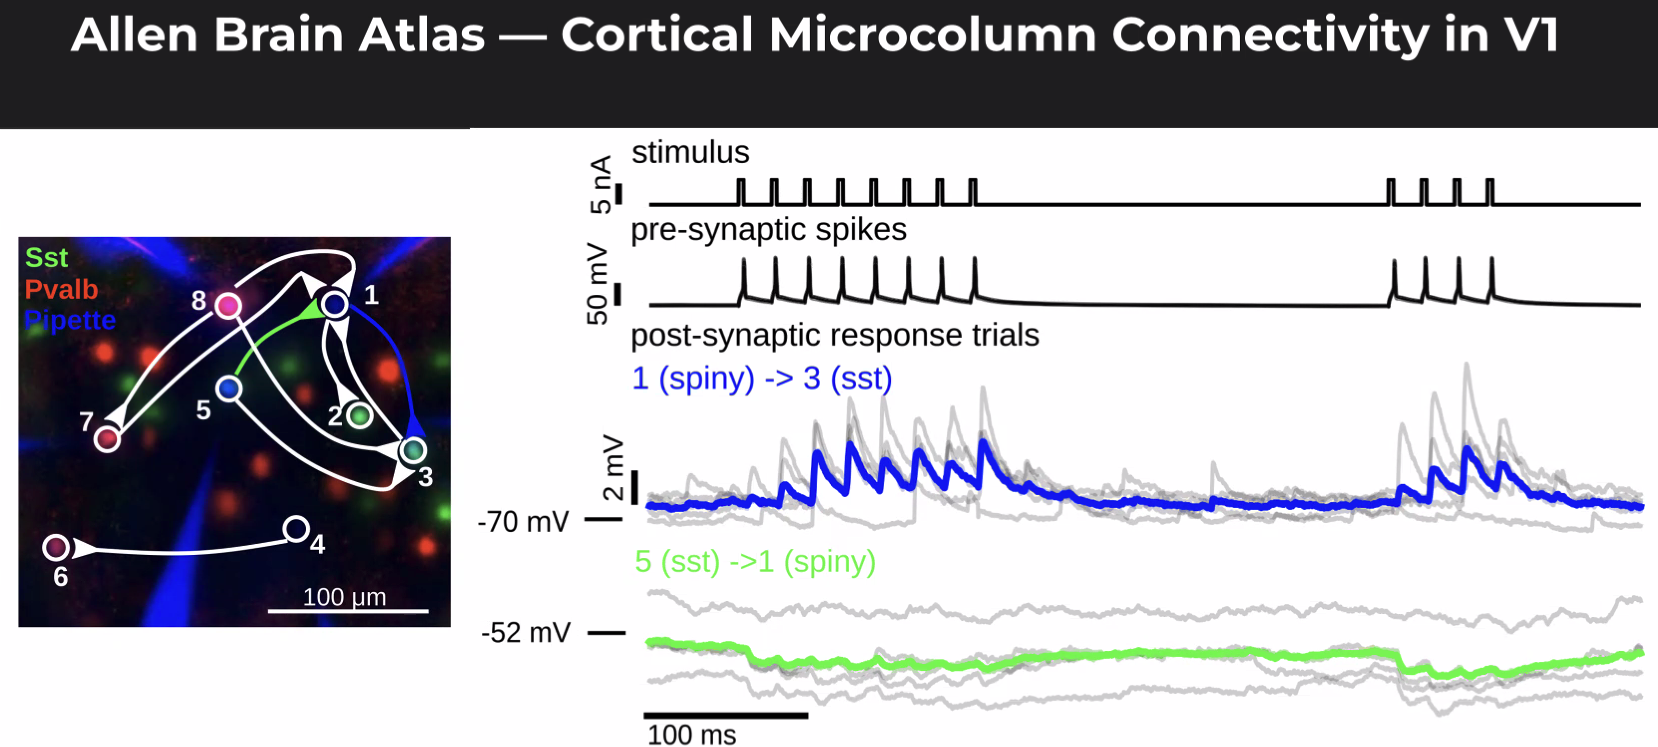 Allen Brain Atlas — Cortical Microcolumn Connectivity in V1
Sst
Pvalb
Pipette
8
1
7
5
2
3
4
6
100 µm
stimulus
5 nA
pre-synaptic spikes
50 mV
post-synaptic response trials
1 (spiny) -> 3 (sst)
2 mV
-70 mV
5 (sst) ->1 (spiny)
-52 mV
100 ms